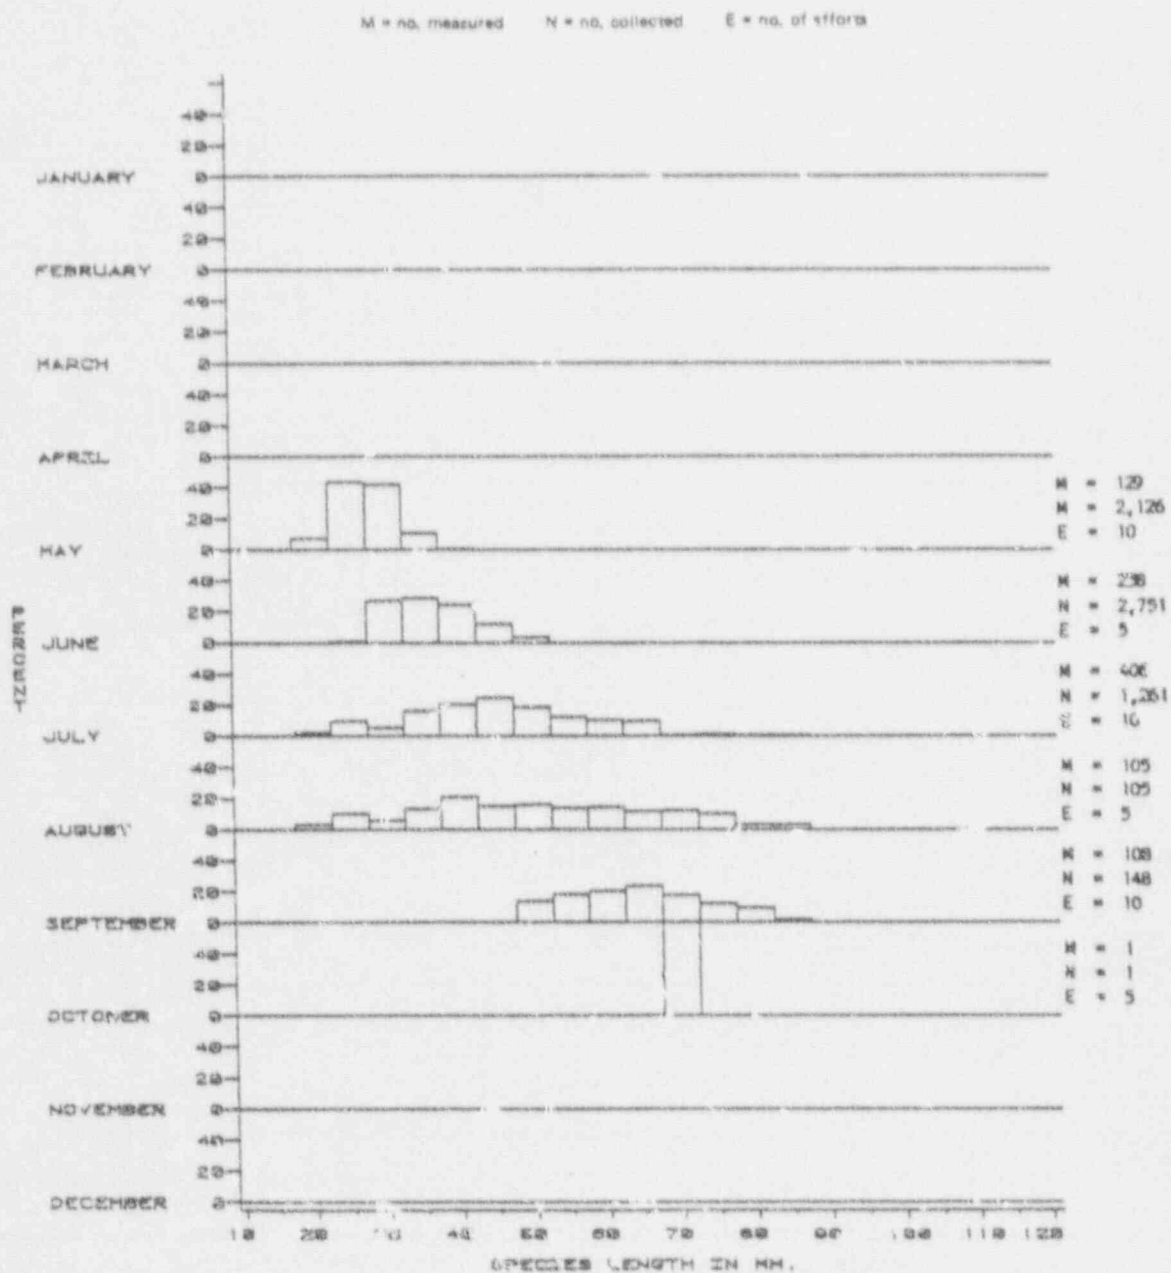 M = no. measured N = no. collected E = no. of efforts
40
20
JANUARY 0
40
20
FEBRUARY 0
40
20
MARCH 0
40
20
APRIL 0
40
20
MAY 0
M = 129
M = 2,126
E = 10
40
20
JUNE 0
M = 238
N = 2,751
E = 5
40
20
JULY 0
M = 406
N = 1,261
= 10
40
20
AUGUST 0
M = 105
N = 105
E = 5
40
20
SEPTEMBER 0
M = 108
N = 148
E = 10
40
20
OCTOBER 0
M = 1
N = 1
E = 5
40
20
NOVEMBER 0
40
20
DECEMBER 0
PERCENT
10 20 30 40 50 60 70 80 90 100 110 120
SPECIES LENGTH IN MM.